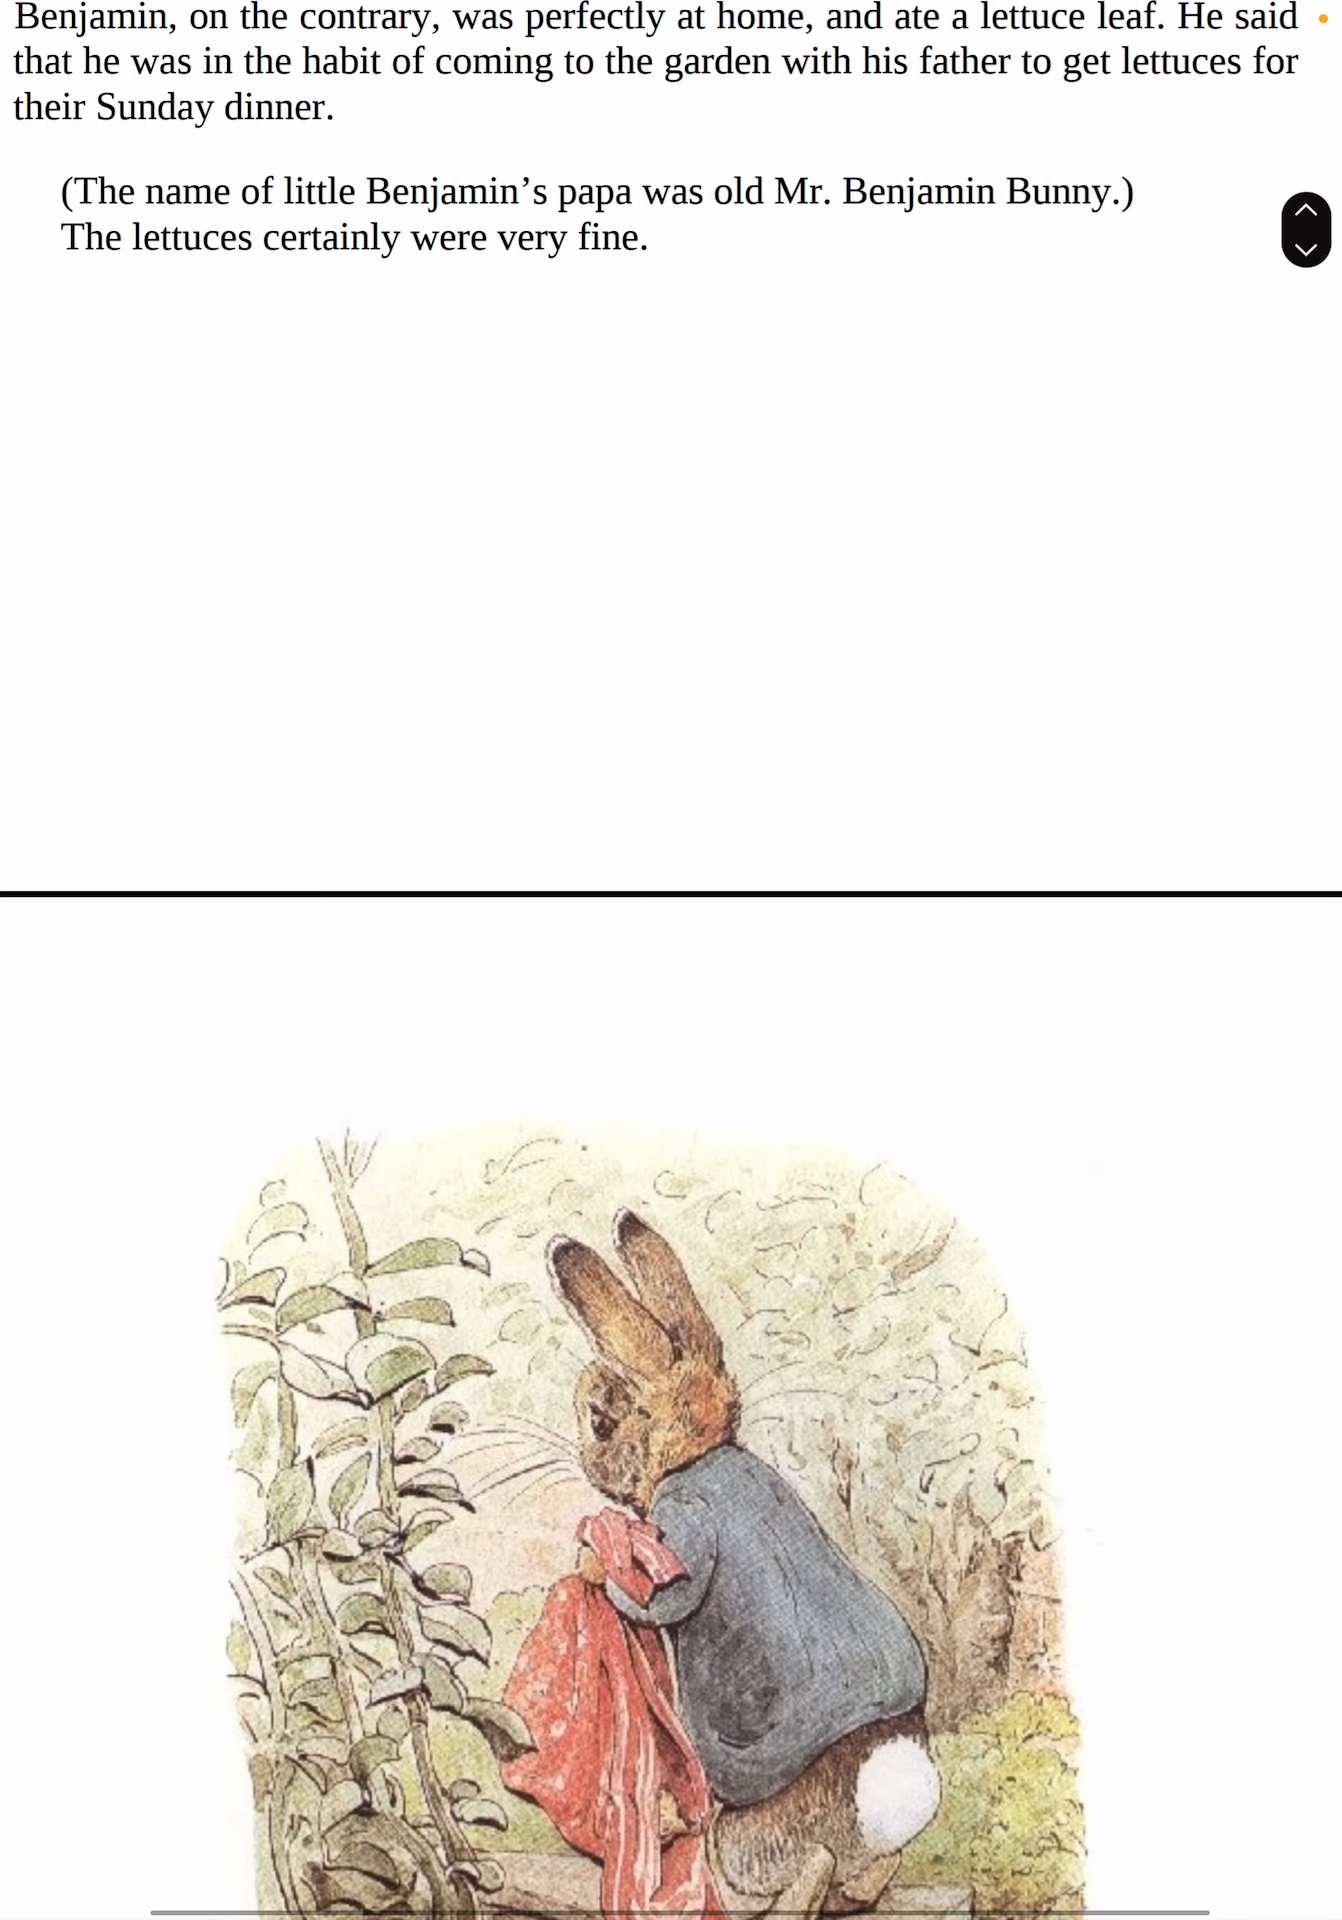 Benjamin, on the contrary, was perfectly at home, and ate a lettuce leaf. He said
that he was in the habit of coming to the garden with his father to get lettuces for
their Sunday dinner.
(The name of little Benjamin’s papa was old Mr. Benjamin Bunny.)
The lettuces certainly were very fine.